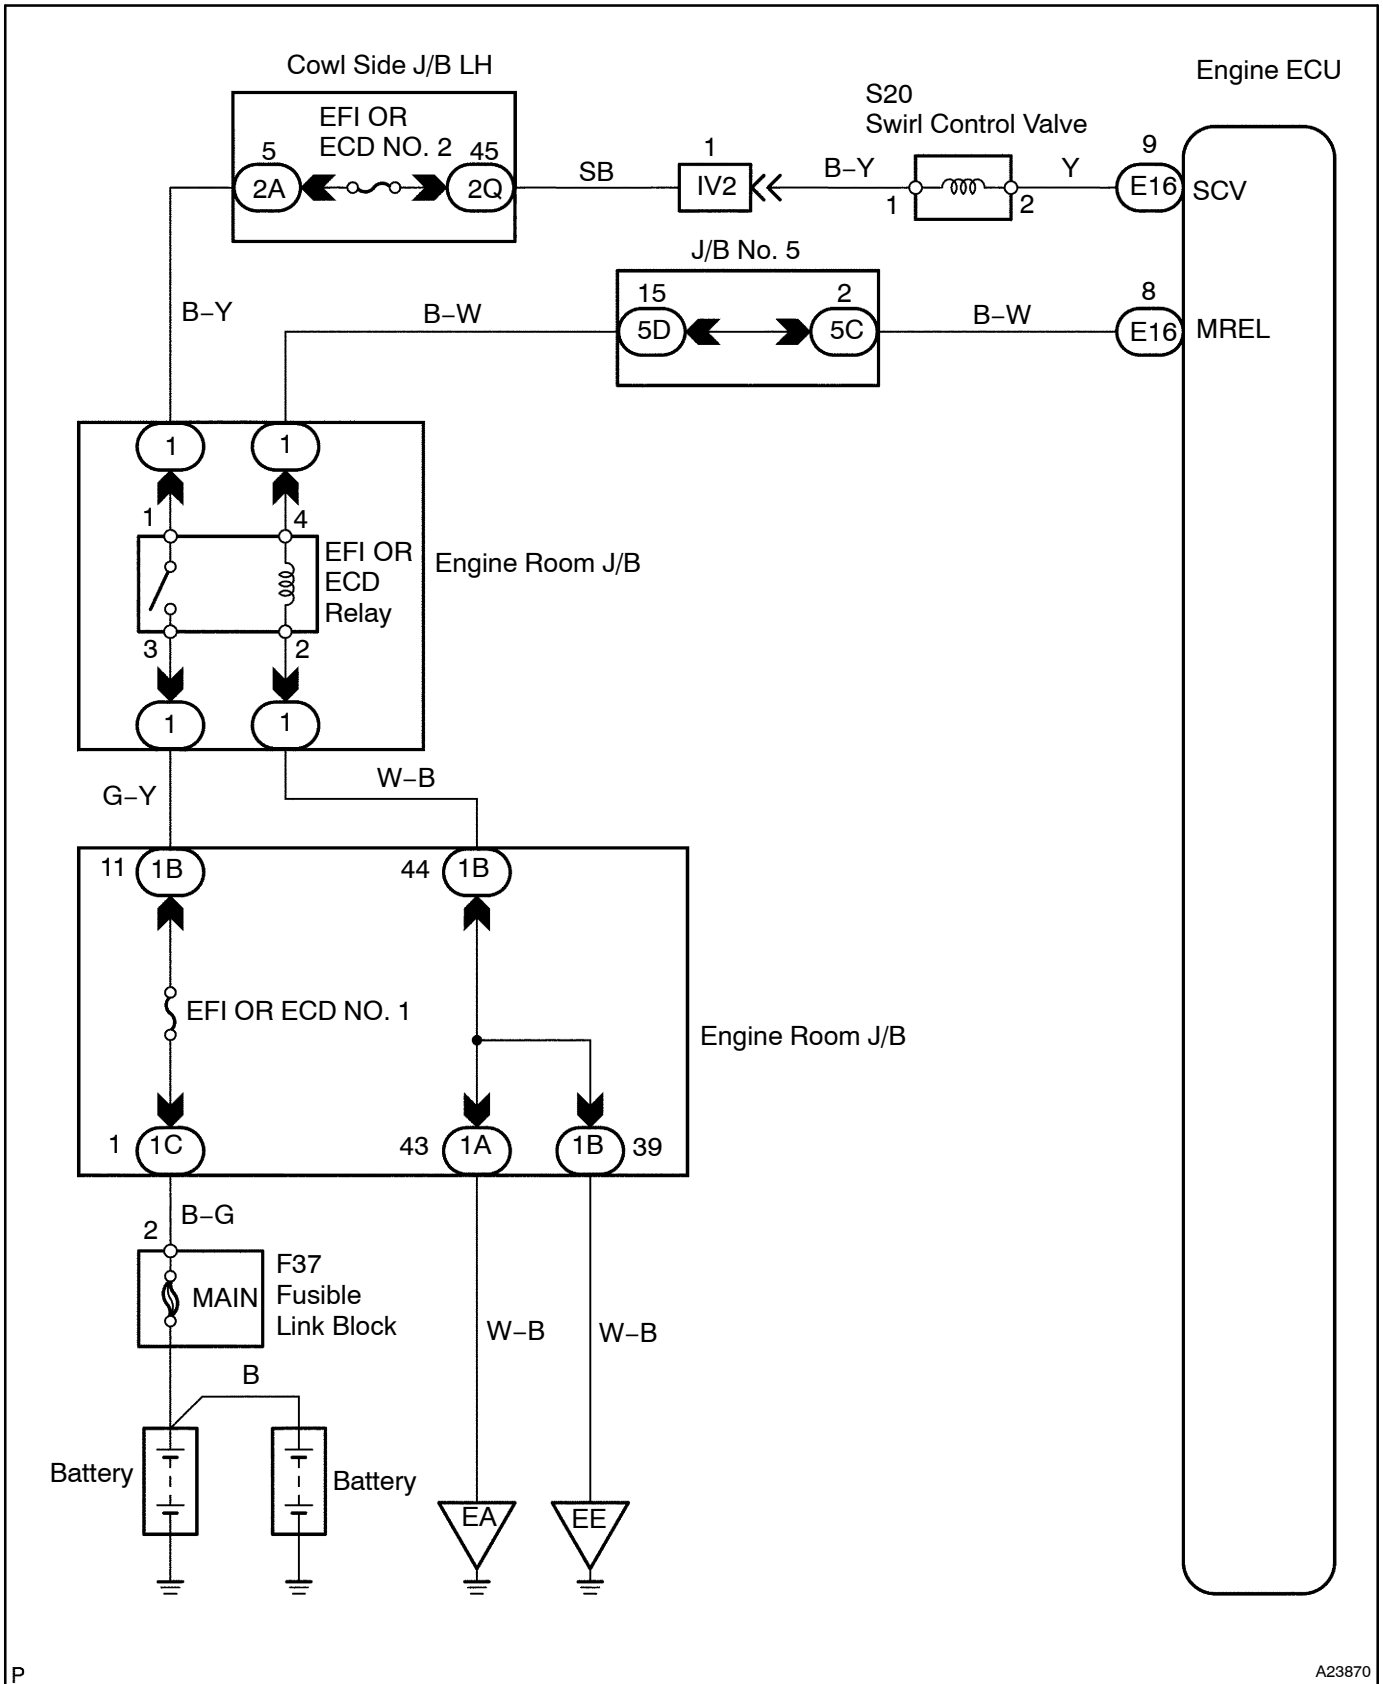 Cowl Side J/B LH
Engine ECU
S20
Swirl Control Valve
EFI OR
ECD NO. 2
5
45
1
9
2A
2Q
SB
IV2
B–Y
Y
E16
SCV
1
2
J/B No. 5
15
2
8
B–Y
B–W
5D
5C
B–W
E16
MREL
1
1
1
4
EFI OR
ECD
Relay
Engine Room J/B
3
2
1
1
G–Y
W–B
11
1B
44
1B
EFI OR ECD NO. 1
Engine Room J/B
1
1C
43
1A
1B
39
B–G
2
MAIN
F37
Fusible
Link Block
W–B
W–B
B
Battery
Battery
EA
EE
P
A23870